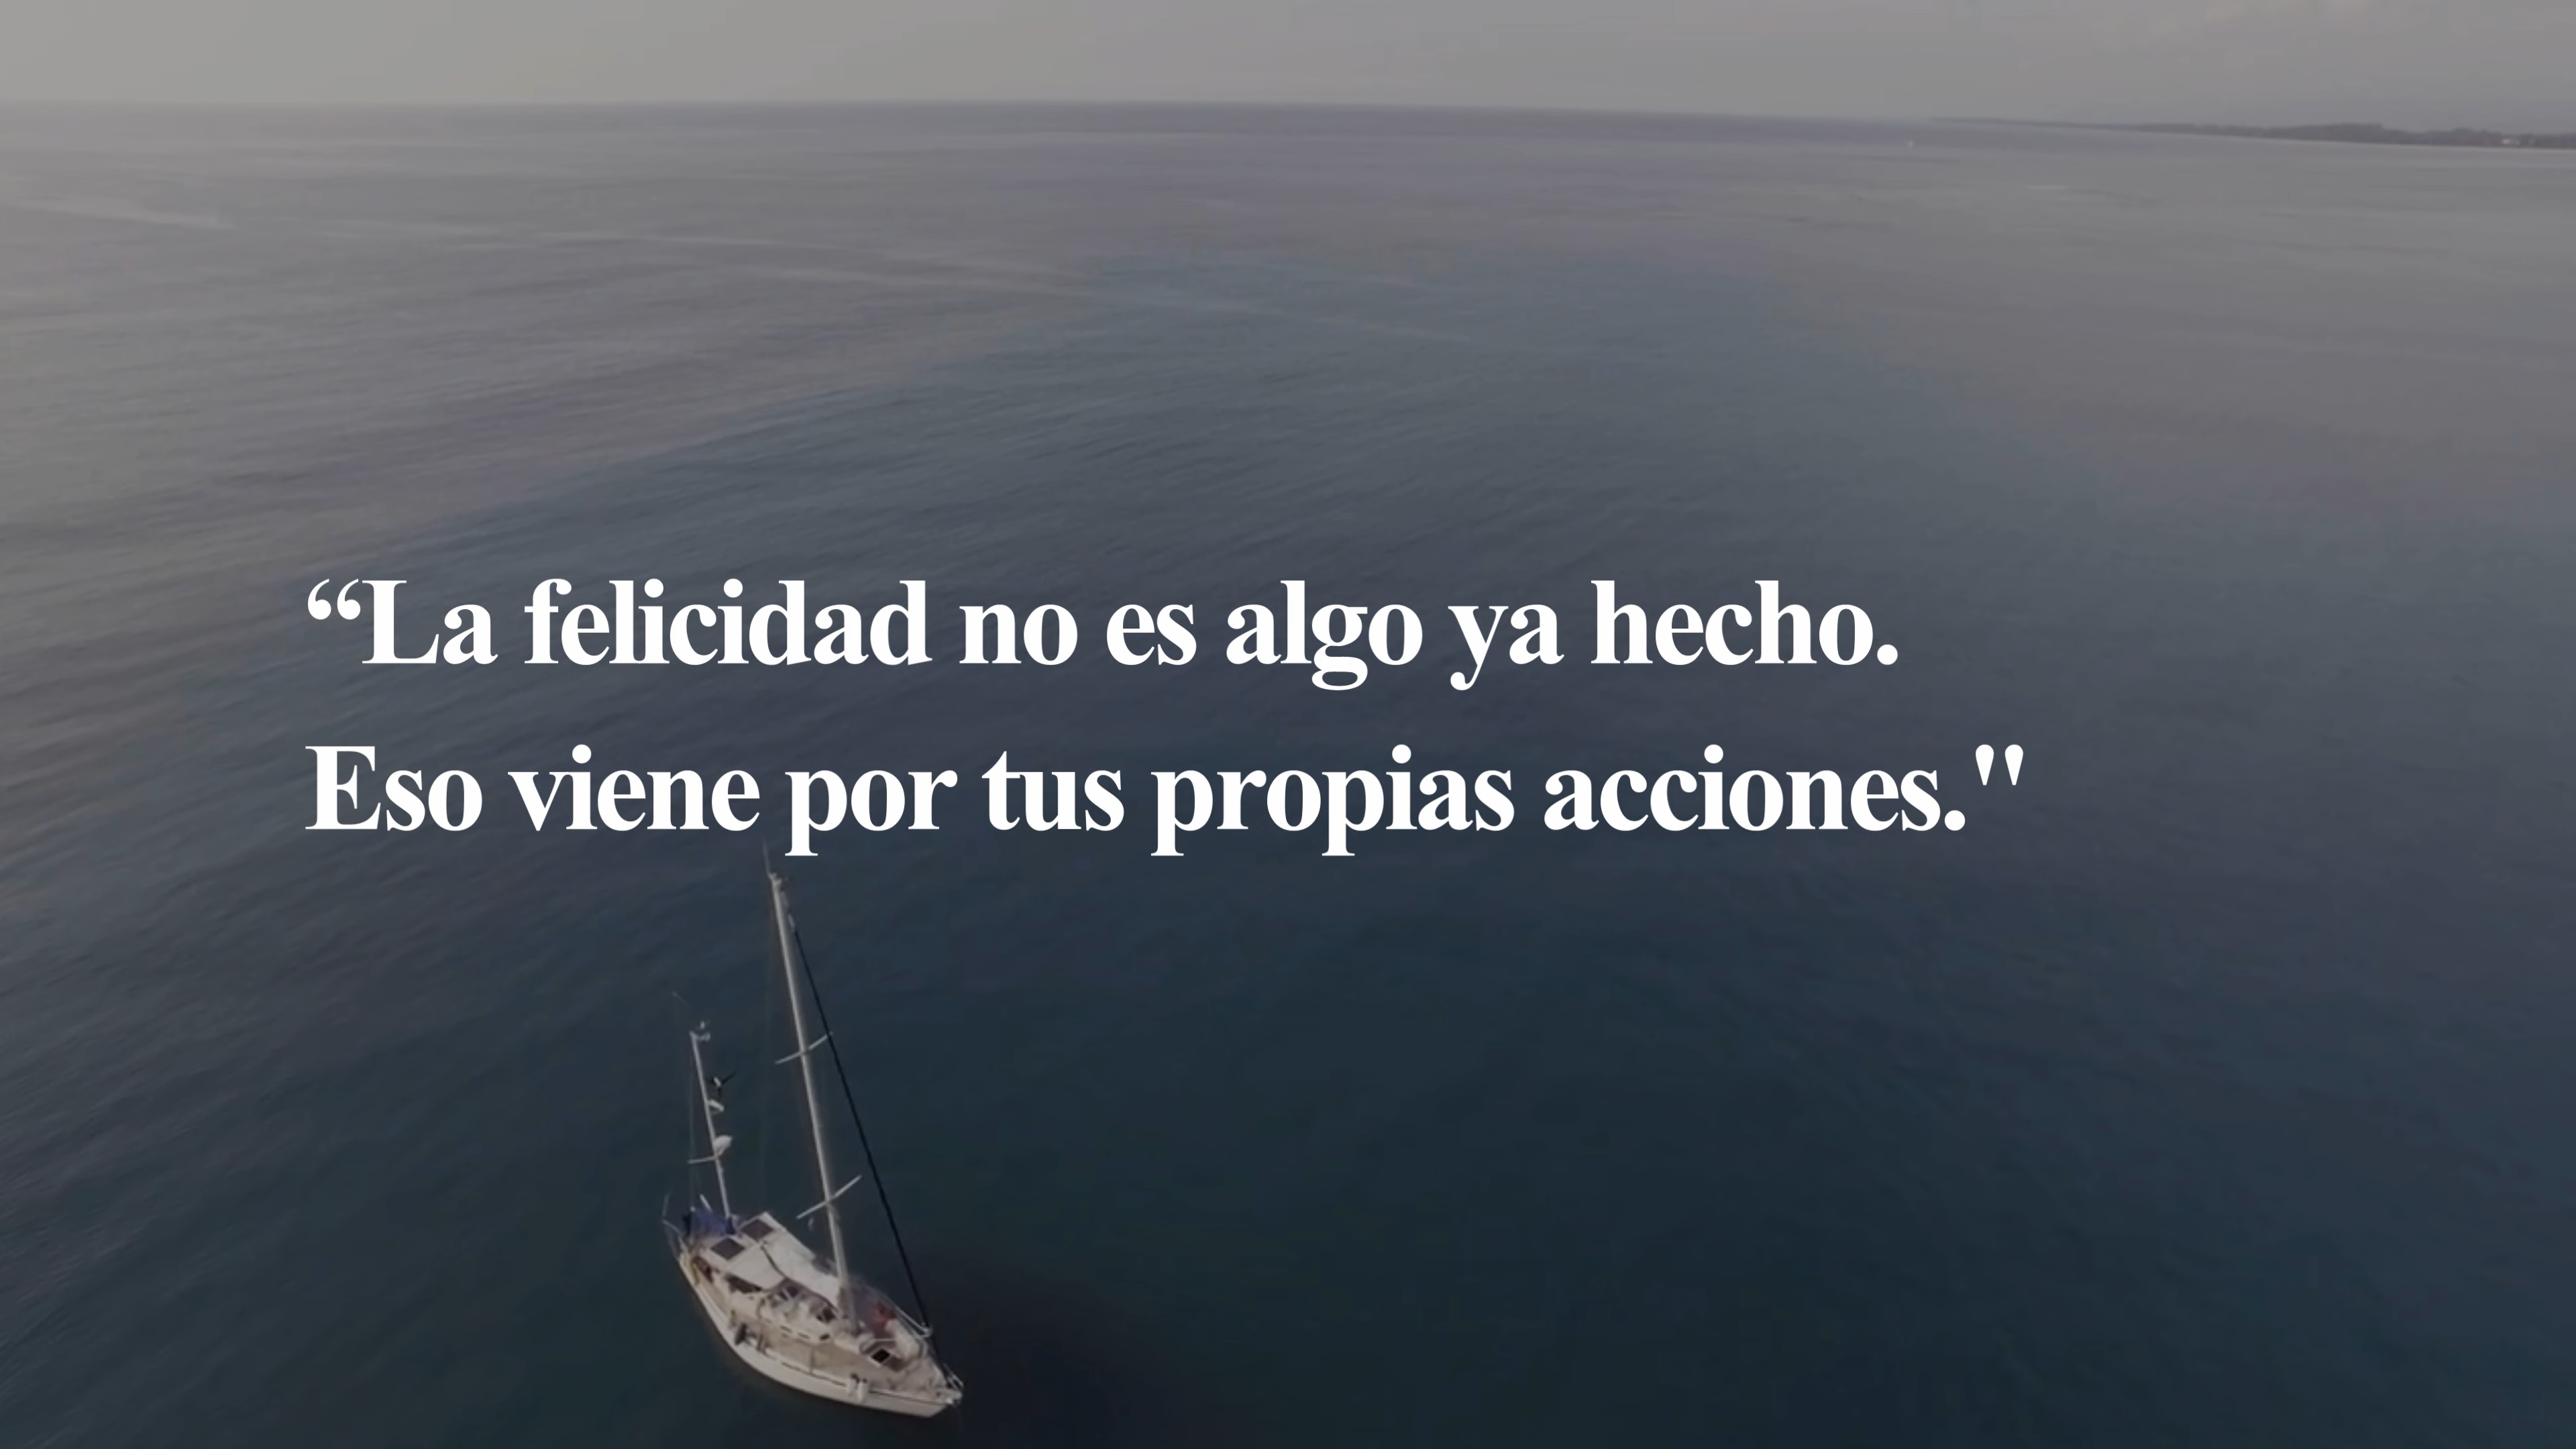 “La felicidad no es algo ya hecho.
Eso viene por tus propias acciones."